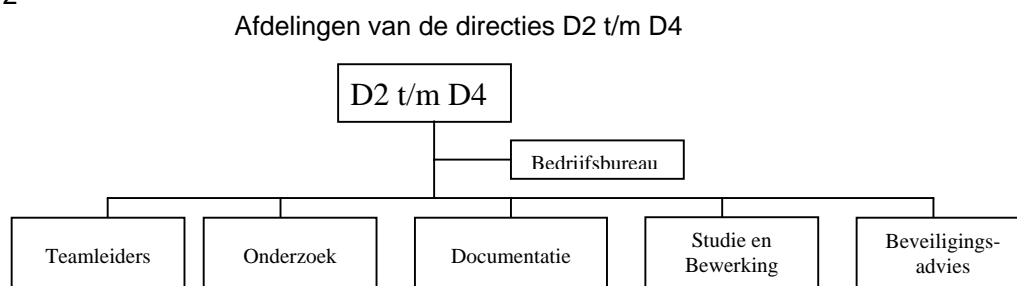 2
Afdelingen van de directies D2 t/m D4
D2 t/m D4
Bedrijfsbureau
Teamleiders
Onderzoek
Documentatie
Studie en
Bewerking
Beveiligings-
advies